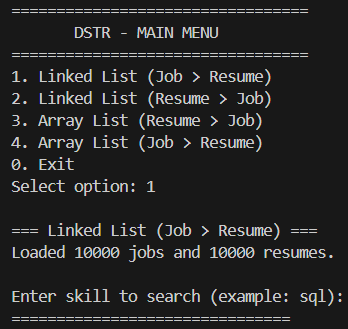 =================================
DSTR - MAIN MENU
=================================
1. Linked List (Job > Resume)
2. Linked List (Resume > Job)
3. Array List (Resume > Job)
4. Array List (Job > Resume)
0. Exit
Select option: 1
=== Linked List (Job > Resume) ===
Loaded 10000 jobs and 10000 resumes.
Enter skill to search (example: sql):
===============================